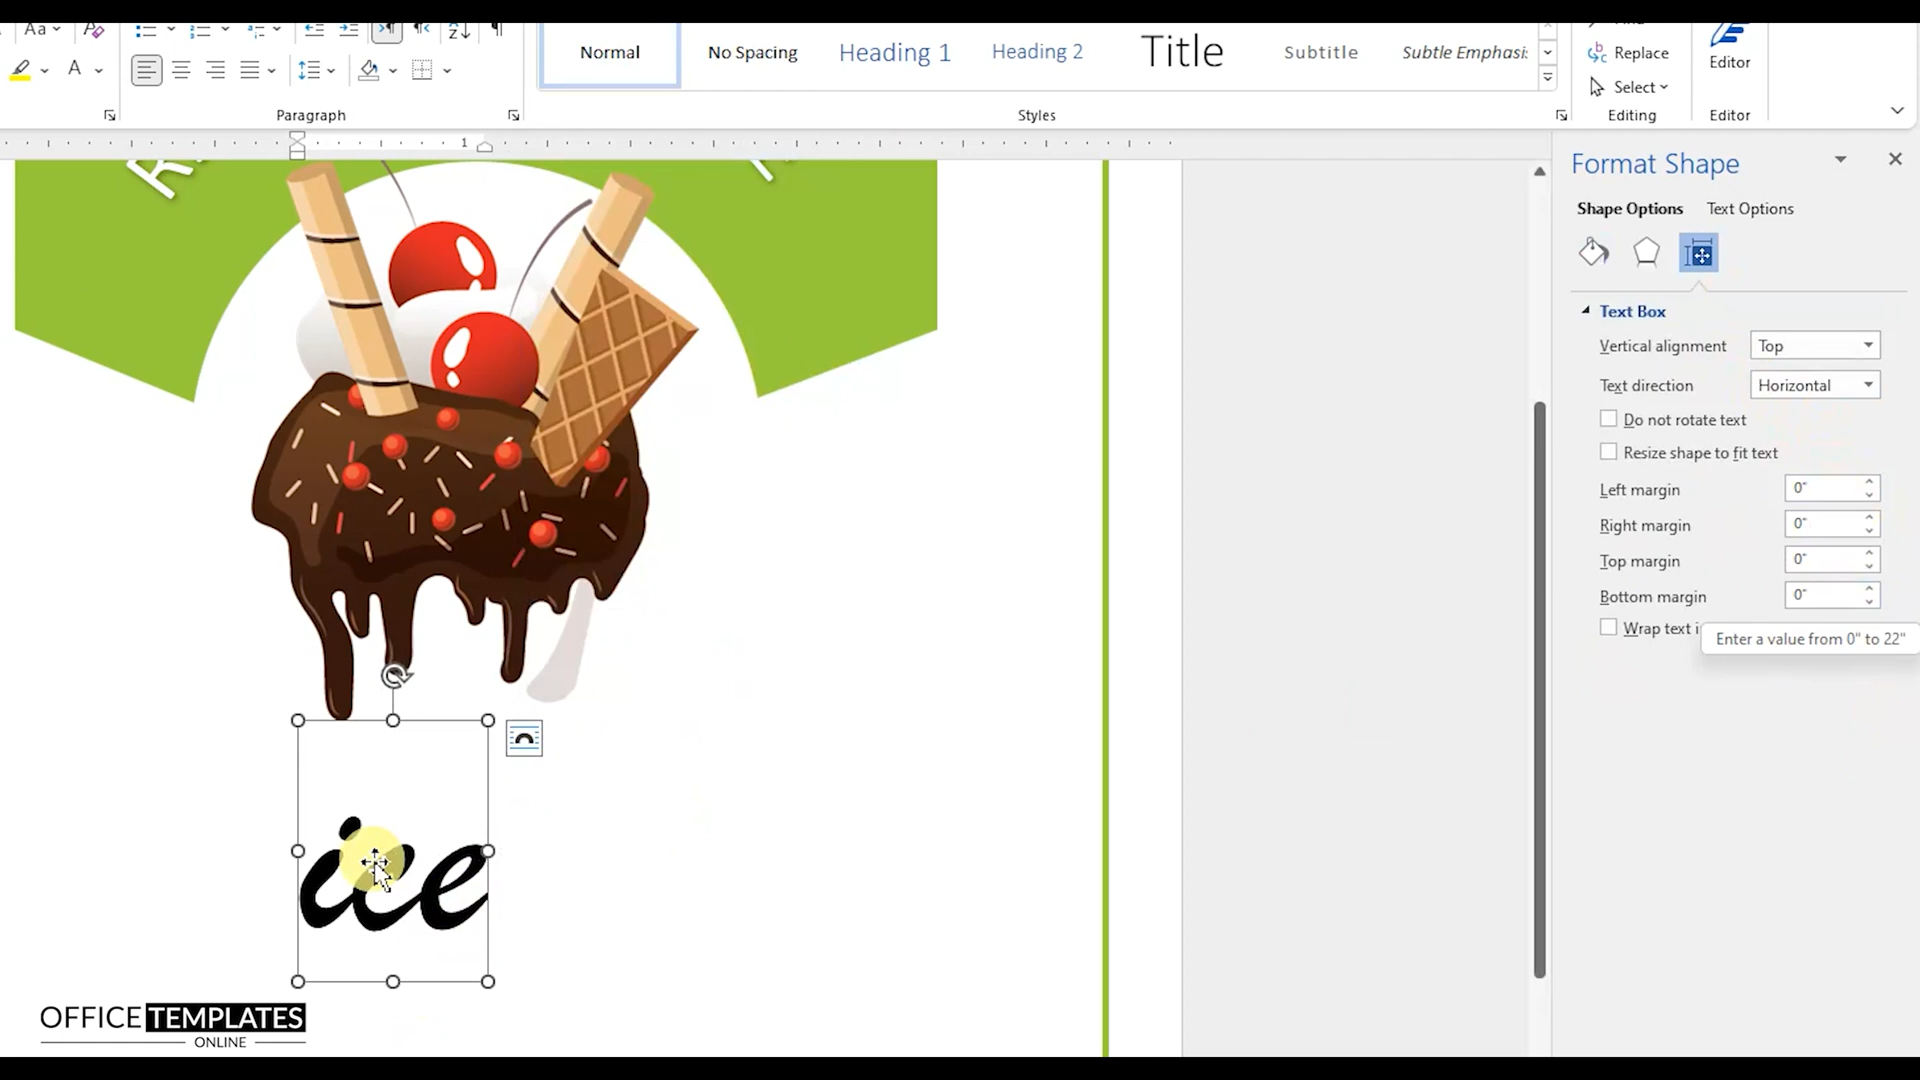 Aa
Replace
Select
Editor
Normal
No Spacing
Heading 1
Heading 2
Title
Subtitle
Subtle Emphasis
Paragraph
Styles
Editing
Editor
1
Format Shape
Shape Options
Text Options
Text Box
Vertical alignment
Top
Text direction
Horizontal
Do not rotate text
Resize shape to fit text
Left margin
0"
Right margin
0"
Top margin
0"
Bottom margin
0"
Wrap text
Enter a value from 0" to 22"
ice
OFFICE TEMPLATES
ONLINE